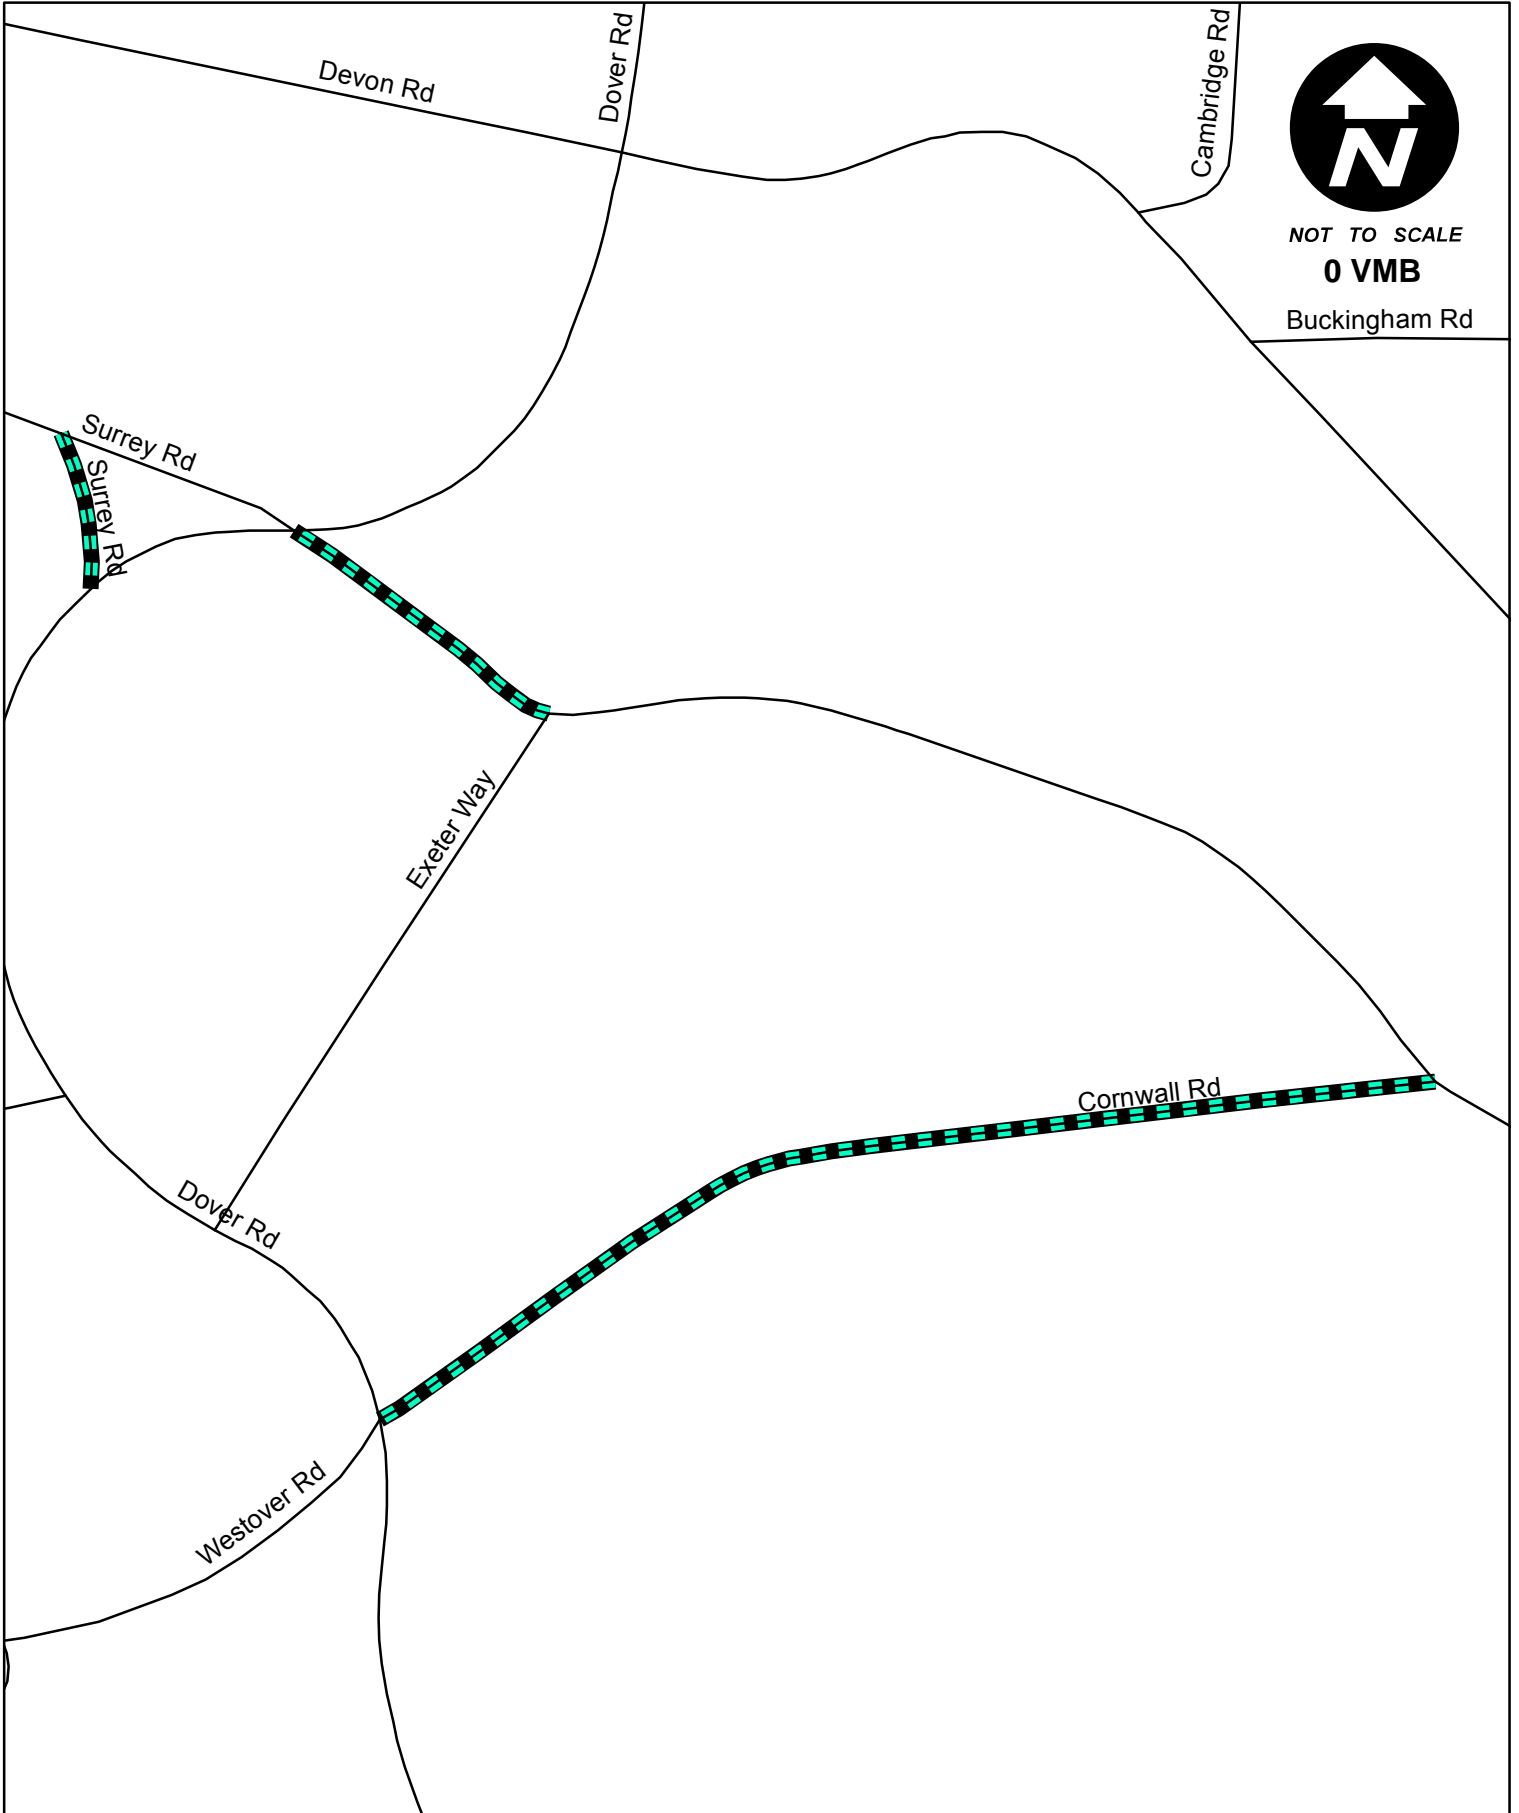 Devon Rd
Dover Rd
Cambridge Rd
N
NOT TO SCALE
0 VMB
Buckingham Rd
Surrey Rd
Surrey Rd
Exeter Way
Cornwall Rd
Dover Rd
Westover Rd